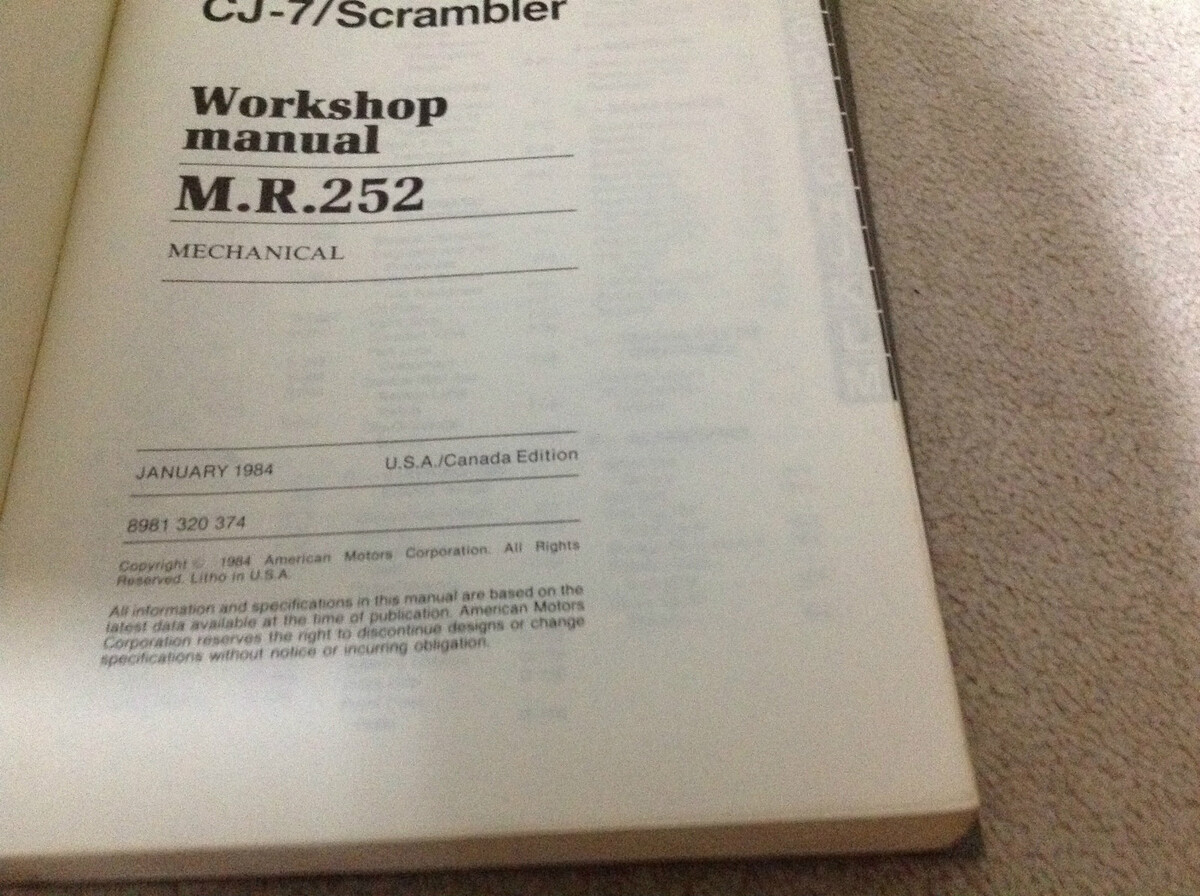 CJ-7/Scrambler
Workshop
manual
M.R.252
MECHANICAL
JANUARY 1984 U.S.A./Canada Edition
8981 320 374
Copyright © 1984 American Motors Corporation. All Rights
Reserved. Litho in U.S.A.
All information and specifications in this manual are based on the
latest data available at the time of publication. American Motors
Corporation reserves the right to discontinue designs or change
specifications without notice or incurring obligation.